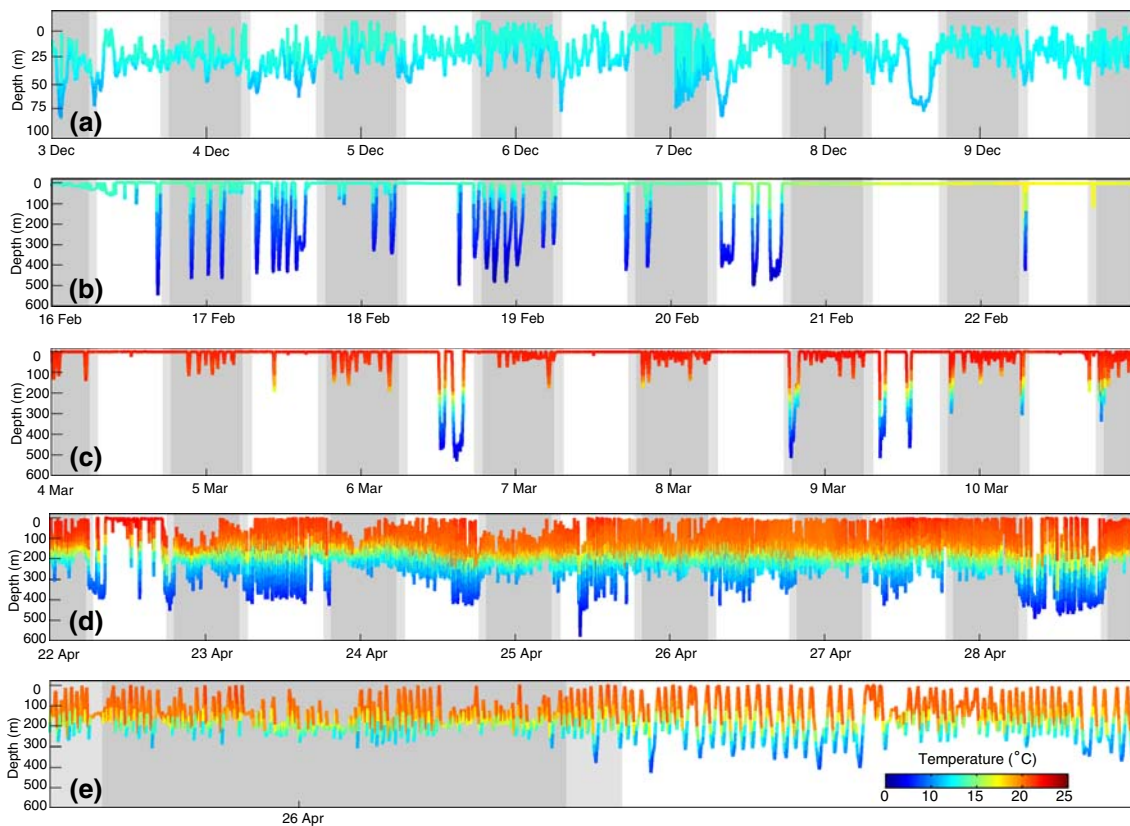 0
25
50
75
100
Depth (m)
(a)
3 Dec 4 Dec 5 Dec 6 Dec 7 Dec 8 Dec 9 Dec
0
100
200
300
400
500
600
Depth (m)
(b)
16 Feb 17 Feb 18 Feb 19 Feb 20 Feb 21 Feb 22 Feb
0
100
200
300
400
500
600
Depth (m)
(c)
4 Mar 5 Mar 6 Mar 7 Mar 8 Mar 9 Mar 10 Mar
0
100
200
300
400
500
600
Depth (m)
(d)
22 Apr 23 Apr 24 Apr 25 Apr 26 Apr 27 Apr 28 Apr
0
100
200
300
400
500
600
Depth (m)
(e)
Temperature (°C)
0 10 15 20 25
26 Apr